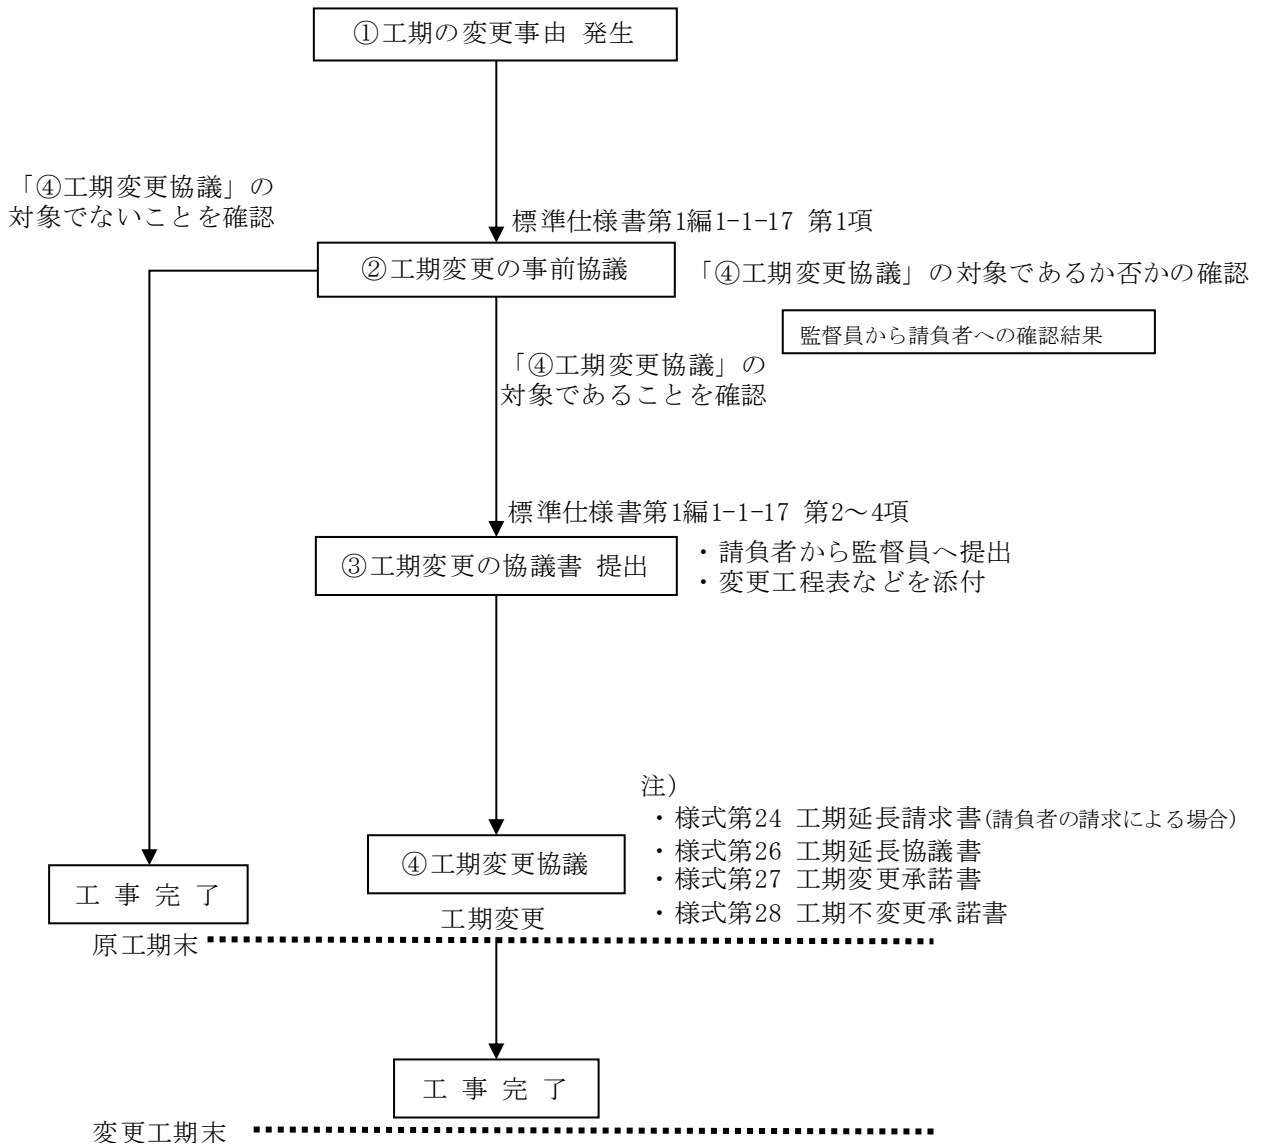 ①工期の変更事由 発生
「④工期変更協議」の
対象でないことを確認
標準仕様書第1編1-1-17 第1項
②工期変更の事前協議
「④工期変更協議」の対象であるか否かの確認
監督員から請負者への確認結果
「④工期変更協議」の
対象であることを確認
標準仕様書第1編1-1-17 第2～4項
③工期変更の協議書 提出
・請負者から監督員へ提出
・変更工程表などを添付
注）
・様式第24 工期延長請求書(請負者の請求による場合)
・様式第26 工期延長協議書
・様式第27 工期変更承諾書
・様式第28 工期不変更承諾書
④工期変更協議
工期変更
工 事 完 了
原工期末
工 事 完 了
変更工期末